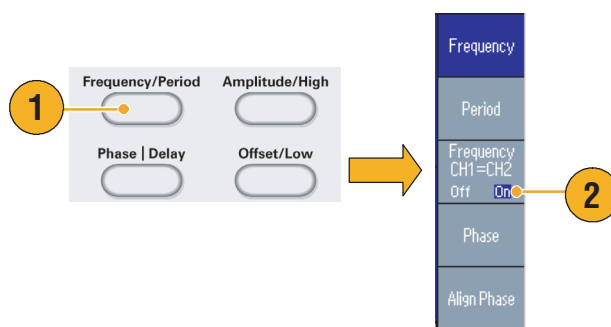 1
Frequency/Period Amplitude/High
Phase | Delay Offset/Low
Frequency
Period
Frequency
CH1=CH2
Off On
2
Phase
Align Phase